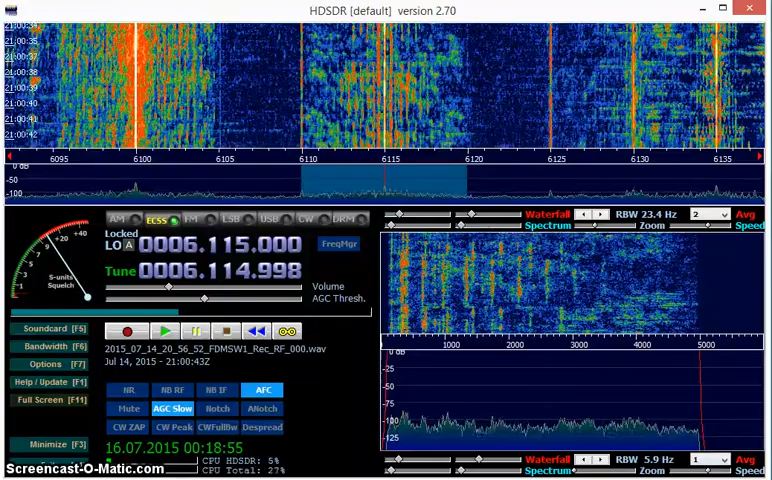 HDSDR [default] version 2.70
21:00:34
21:00:35
21:00:37
21:00:38
21:00:39
21:00:40
21:00:41
21:00:42
6095 6100 6105 6110 6115 6120 6125 6130 6135
0 dB
-50
-100
AM ECSS FM LSB USB CW DRM
Locked
LO A 0006.115.000 FreqMgr
Tune 0006.114.998
+20 +40
9
7
5
3
1
S-units
Squelch
Volume
AGC Thresh.
Waterfall RBW 23.4 Hz 2 Avg
Spectrum Zoom Speed
Soundcard [F5]
Bandwidth [F6]
Options [F7]
Help / Update [F1]
Full Screen [F11]
Minimize [F3]
2015_07_14_20_56_52_FDMSW1_Rec_RF_000.wav
Jul 14, 2015 - 21:00:43Z
NR NB RF NB IF AFC
Mute AGC Slow Notch ANotch
CW ZAP CW Peak CWFullBw Despread
16.07.2015 00:18:55
CPU HDSDR: 5%
CPU Total: 27%
1000 2000 3000 4000 5000
0 dB
-25
-50
-75
-100
-125
Waterfall RBW 5.9 Hz 1 Avg
Spectrum Zoom Speed
Screencast-O-Matic.com